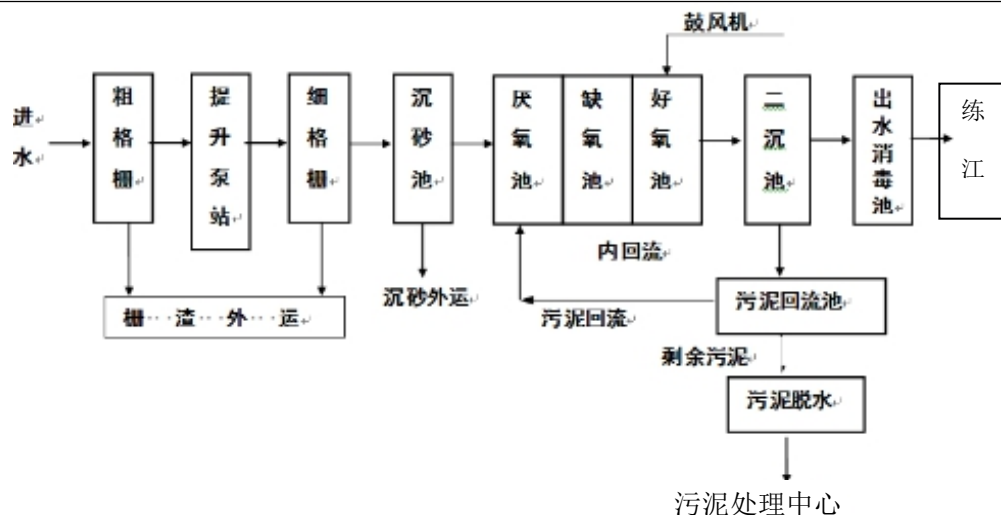 鼓风机
进水
粗格栅
提升泵站
细格栅
沉砂池
厌氧池
缺氧池
好氧池
二沉池
出水消毒池
练江
内回流
沉砂外运
污泥回流
污泥回流池
栅···渣···外···运
剩余污泥
污泥脱水
污泥处理中心